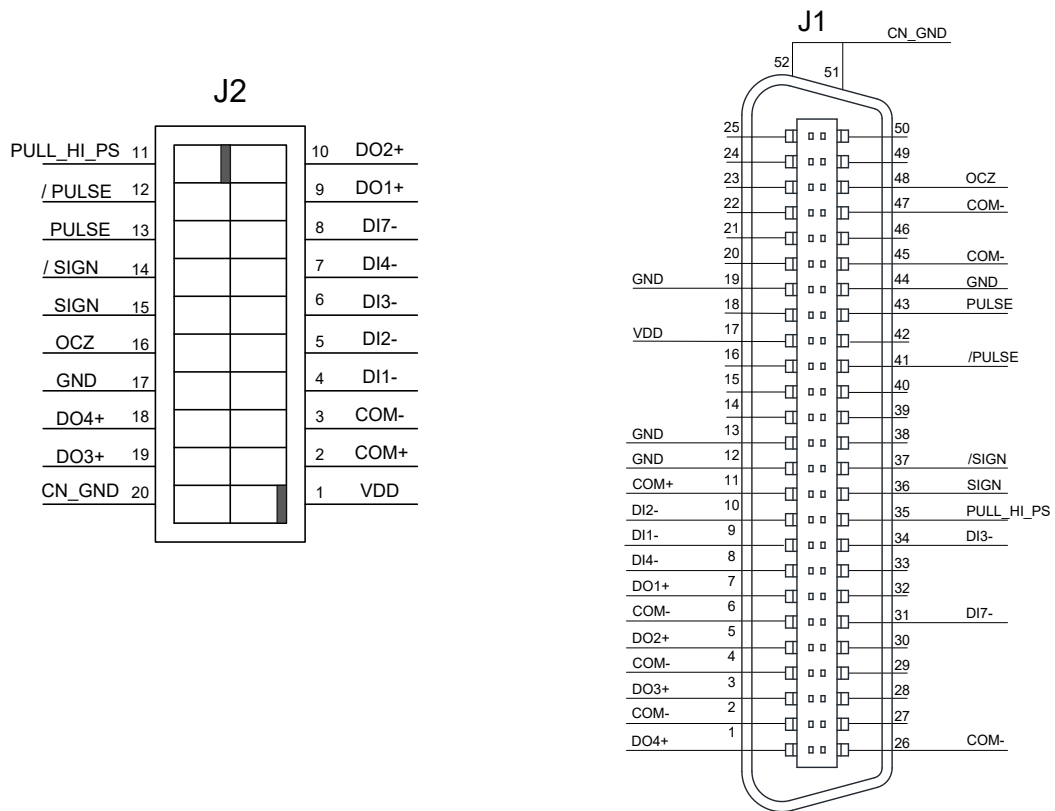 J2
PULL_HI_PS 11 10 DO2+
/ PULSE 12 9 DO1+
PULSE 13 8 DI7-
/ SIGN 14 7 DI4-
SIGN 15 6 DI3-
OCZ 16 5 DI2-
GND 17 4 DI1-
DO4+ 18 3 COM-
DO3+ 19 2 COM+
CN_GND 20 1 VDD
J1
CN_GND
52 51
25 50
24 49
23 48 OCZ
22 47 COM-
21 46
20 45 COM-
GND 19 44 GND
18 43 PULSE
VDD 17 42
16 41 /PULSE
15 40
14 39
GND 13 38
GND 12 37 /SIGN
COM+ 11 36 SIGN
DI2- 10 35 PULL_HI_PS
DI1- 9 34 DI3-
DI4- 8 33
DO1+ 7 32
COM- 6 31 DI7-
DO2+ 5 30
COM- 4 29
DO3+ 3 28
COM- 2 27
DO4+ 1 26 COM-